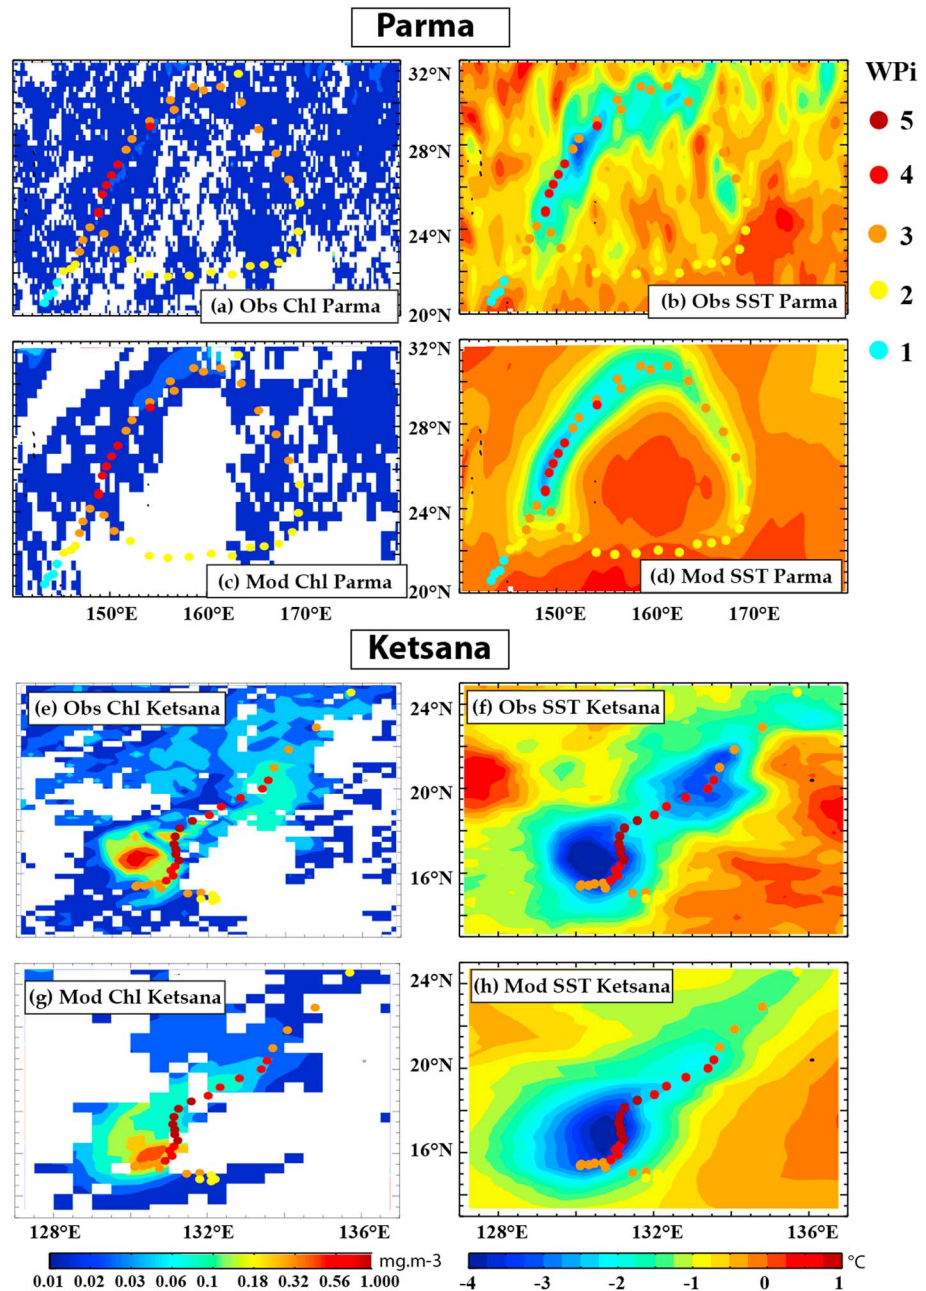 Parma
32°N
28°N
24°N
20°N
(a) Obs Chl Parma
(b) Obs SST Parma
WPi
5
4
3
2
1
32°N
28°N
24°N
20°N
(c) Mod Chl Parma
(d) Mod SST Parma
150°E 160°E 170°E
150°E 160°E 170°E
Ketsana
(e) Obs Chl Ketsana
(f) Obs SST Ketsana
24°N
20°N
16°N
(g) Mod Chl Ketsana
(h) Mod SST Ketsana
24°N
20°N
16°N
128°E 132°E 136°E
128°E 132°E 136°E
mg.m-3
0.01 0.02 0.03 0.06 0.1 0.18 0.32 0.56 1.000
°C
-4 -3 -2 -1 0 1